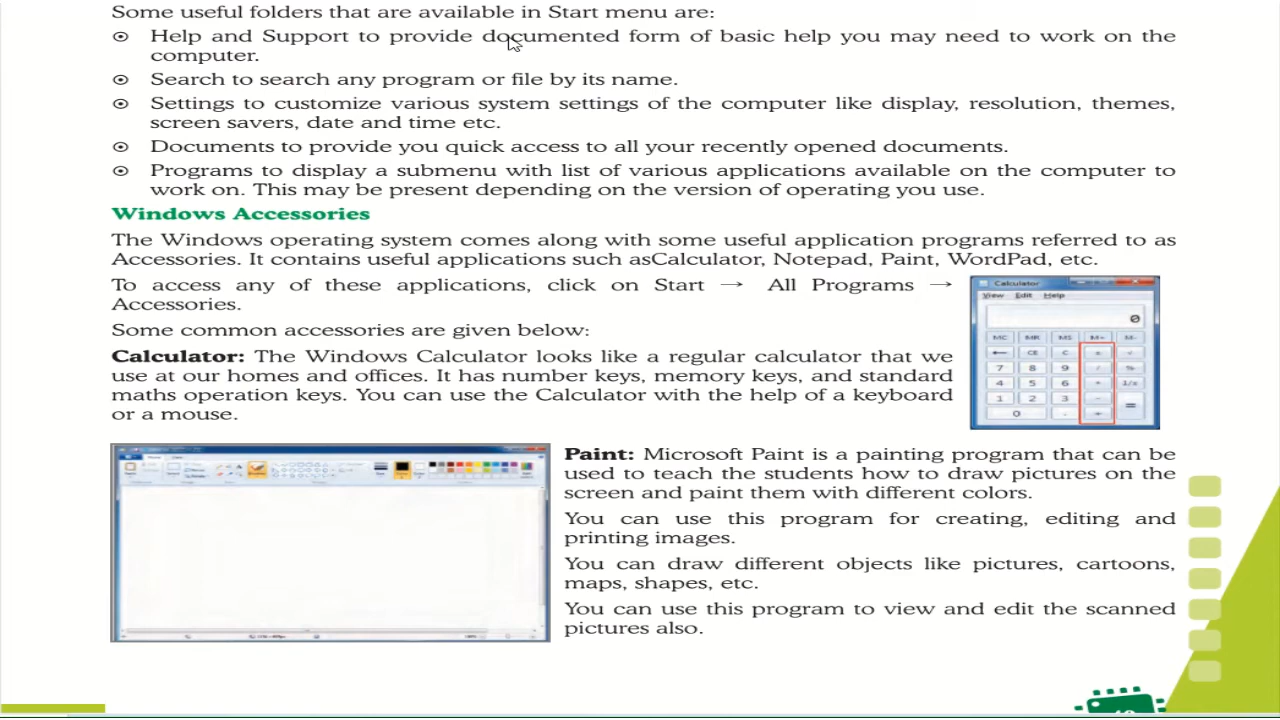 Some useful folders that are available in Start menu are:
Help and Support to provide documented form of basic help you may need to work on the
computer.
Search to search any program or file by its name.
Settings to customize various system settings of the computer like display, resolution, themes,
screen savers, date and time etc.
Documents to provide you quick access to all your recently opened documents.
Programs to display a submenu with list of various applications available on the computer to
work on. This may be present depending on the version of operating you use.
Windows Accessories
The Windows operating system comes along with some useful application programs referred to as
Accessories. It contains useful applications such asCalculator, Notepad, Paint, WordPad, etc.
To access any of these applications, click on Start → All Programs →
Accessories.
Some common accessories are given below:
Calculator: The Windows Calculator looks like a regular calculator that we
use at our homes and offices. It has number keys, memory keys, and standard
maths operation keys. You can use the Calculator with the help of a keyboard
or a mouse.
Calculator
View Edit Help
0
MC MR MS M+ M-
← CE C
7 8 9 / %
4 5 6 * 1/x
1 2 3 - =
0 . +
Paint: Microsoft Paint is a painting program that can be
used to teach the students how to draw pictures on the
screen and paint them with different colors.
You can use this program for creating, editing and
printing images.
You can draw different objects like pictures, cartoons,
maps, shapes, etc.
You can use this program to view and edit the scanned
pictures also.